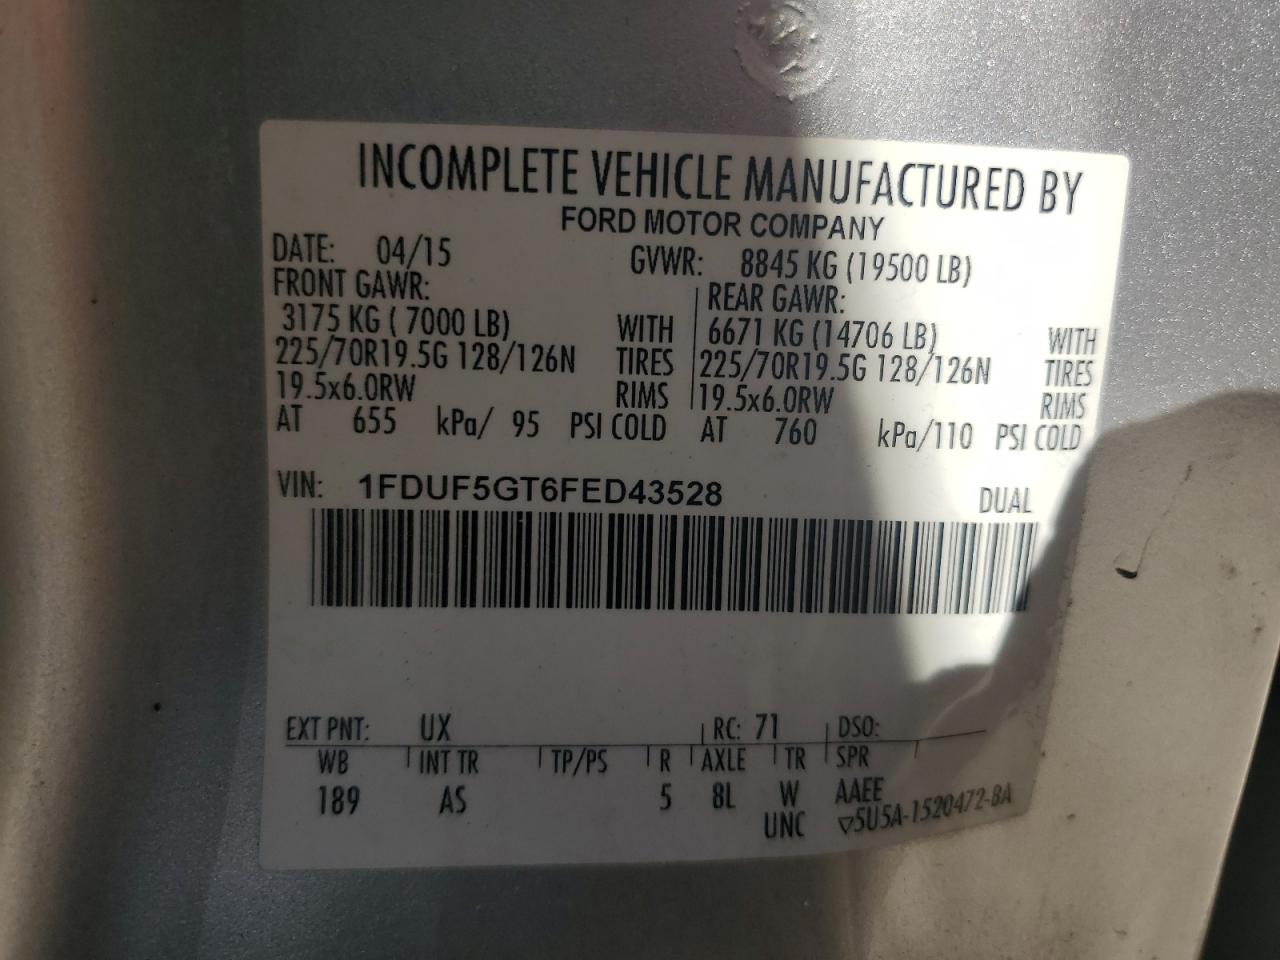 INCOMPLETE VEHICLE MANUFACTURED BY
FORD MOTOR COMPANY
DATE: 04/15 GVWR: 8845 KG (19500 LB)
FRONT GAWR: REAR GAWR:
3175 KG ( 7000 LB) WITH 6671 KG (14706 LB) WITH
225/70R19.5G 128/126N TIRES 225/70R19.5G 128/126N TIRES
19.5x6.0RW RIMS 19.5x6.0RW RIMS
AT 655 kPa/ 95 PSI COLD AT 760 kPa/110 PSI COLD
VIN: 1FDUF5GT6FED43528 DUAL
EXT PNT: UX RC: 71 DSO:
WB INT TR TP/PS R AXLE TR SPR
189 AS 5 8L W AAEE
UNC ▽5U5A-1520472-BA